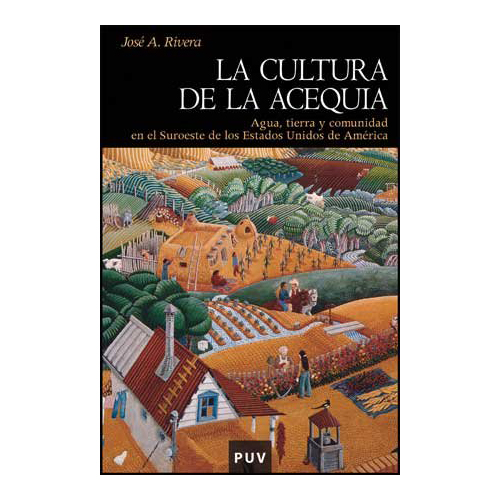 José A. Rivera
LA CULTURA
DE LA ACEQUIA
Agua, tierra y comunidad
en el Suroeste de los Estados Unidos de América
PUV